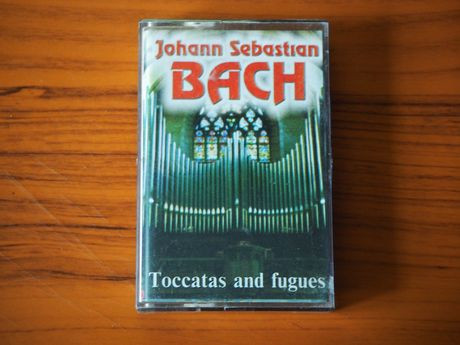 Johann Sebastian
BACH
Toccatas and fugues